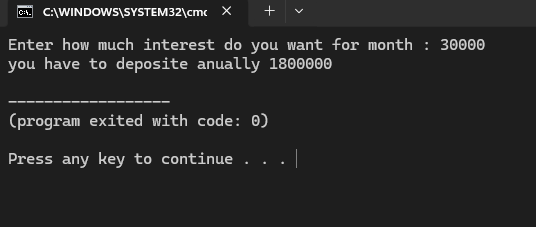 C:\WINDOWS\SYSTEM32\cmc
Enter how much interest do you want for month : 30000
you have to deposite anually 1800000
------------------
(program exited with code: 0)
Press any key to continue . . .